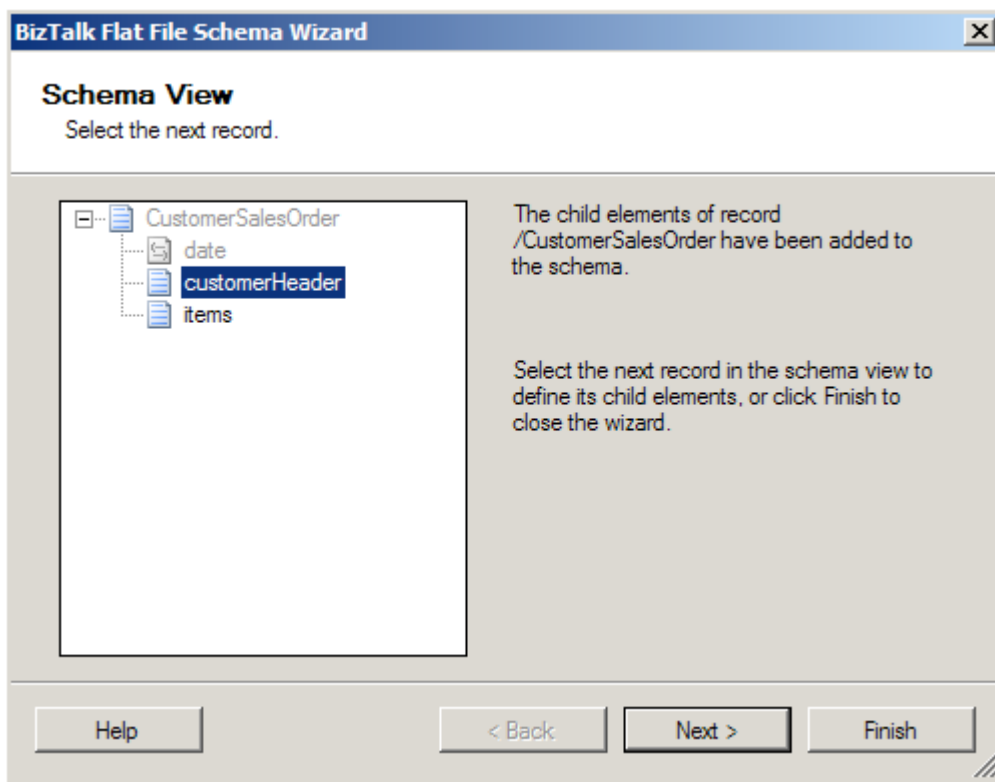 BizTalk Flat File Schema Wizard
Schema View
Select the next record.
CustomerSalesOrder
date
customerHeader
items
The child elements of record
/CustomerSalesOrder have been added to
the schema.
Select the next record in the schema view to
define its child elements, or click Finish to
close the wizard.
Help
< Back
Next >
Finish